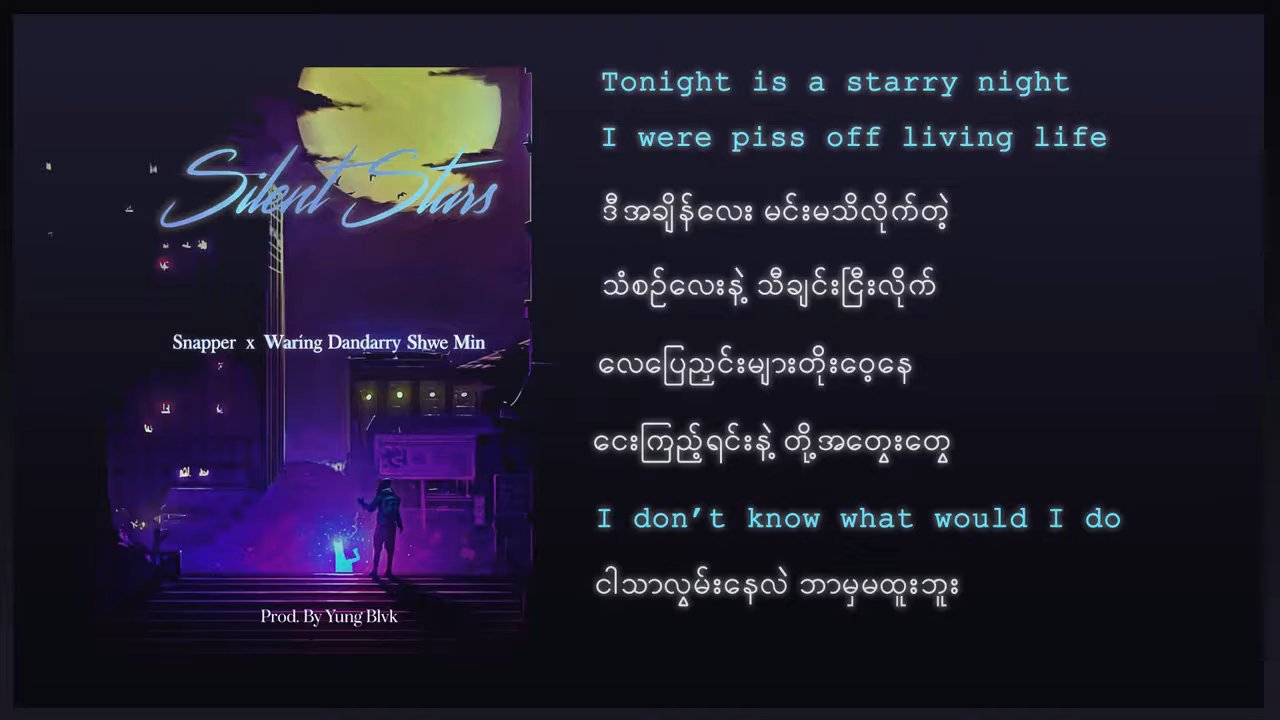 Silent Stars
Snapper x Waring Dandarry Shwe Min
Prod. By Yung Blvk
Tonight is a starry night
I were piss off living life
ဒီအချိန်လေး မင်းမသိလိုက်တဲ့
သံစဉ်လေးနဲ့ သီချင်းငြီးလိုက်
လေပြေညှင်းများတိုးဝေ့နေ
ငေးကြည့်ရင်းနဲ့ တို့အတွေးတွေ
I don't know what would I do
ငါသာလွမ်းနေလဲ ဘာမှမထူးဘူး